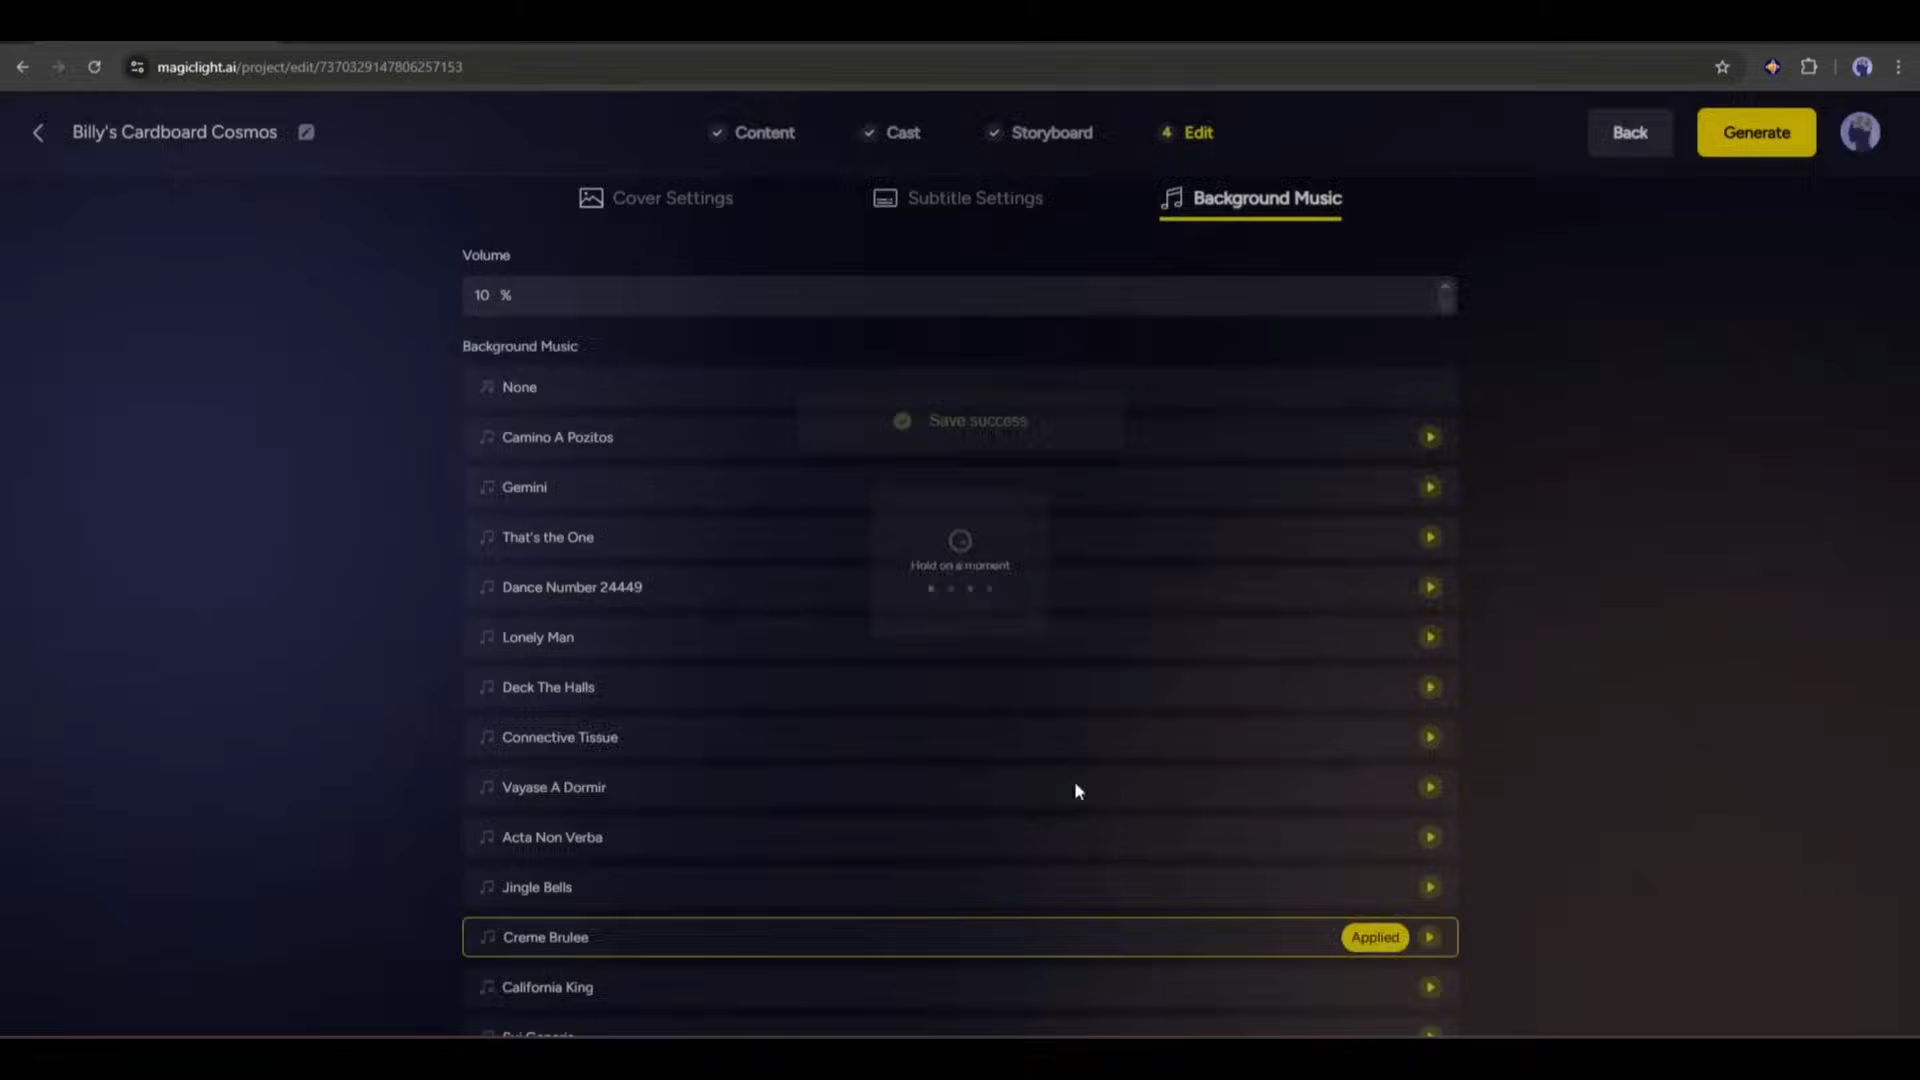 magiclight.ai/project/edit/7370329147806257153
Billy's Cardboard Cosmos
Content
Cast
Storyboard
4 Edit
Back
Generate
Cover Settings
Subtitle Settings
Background Music
Volume
10 %
Background Music
None
Save success
Camino A Pozitos
Gemini
That's the One
Hold on a moment
Dance Number 24449
Lonely Man
Deck The Halls
Connective Tissue
Vayase A Dormir
Acta Non Verba
Jingle Bells
Creme Brulee
Applied
California King